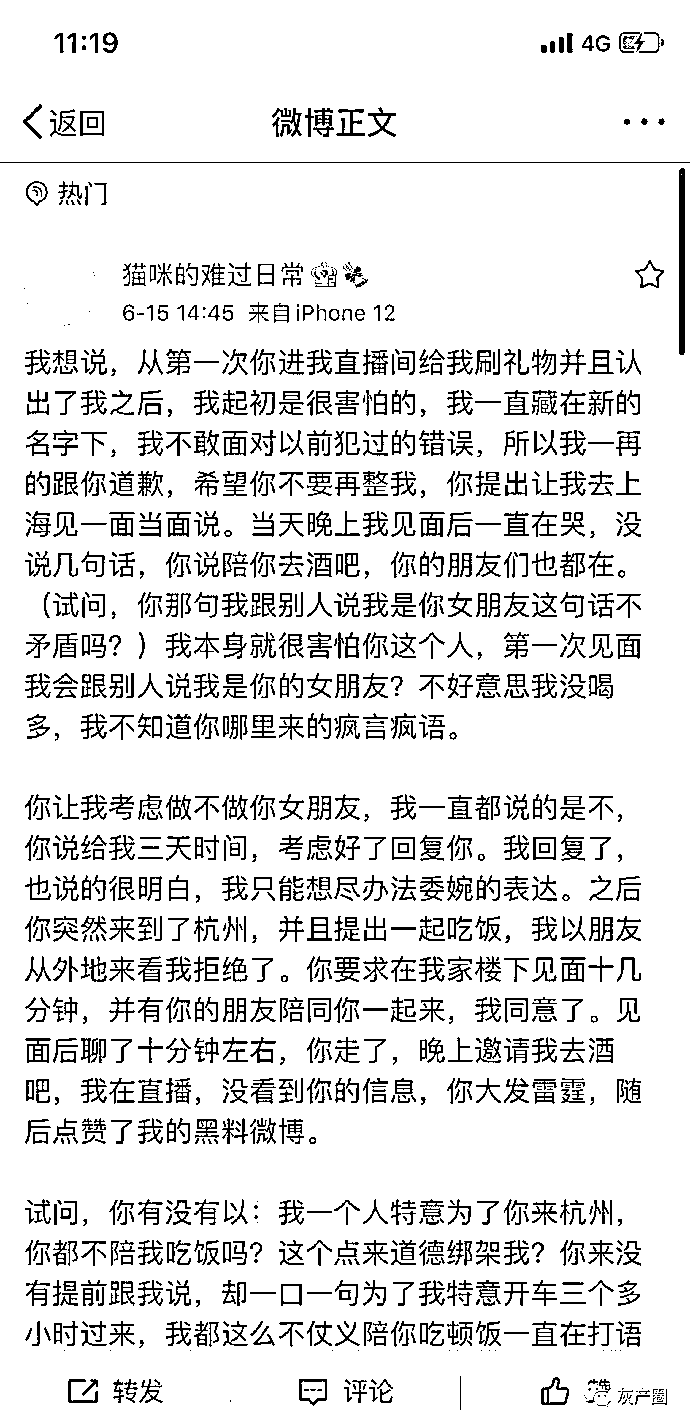 11:19
4G
返回
微博正文
热门
猫咪的难过日常
6-15 14:45 来自iPhone 12
我想说，从第一次你进我直播间给我刷礼物并且认
出了我之后，我起初是很害怕的，我一直藏在新的
名字下，我不敢面对以前犯过的错误，所以我一再
的跟你道歉，希望你不要再整我，你提出让我去上
海见一面当面说。当天晚上我见面后一直在哭，没
说几句话，你说陪你去酒吧，你的朋友们也都在。
（试问，你那句我跟别人说我是你女朋友这句话不
矛盾吗？）我本身就很害怕你这个人，第一次见面
我会跟别人说我是你的女朋友？不好意思我没喝
多，我不知道你哪里来的疯言疯语。
你让我考虑做不做你女朋友，我一直都说的是不，
你说给我三天时间，考虑好了回复你。我回复了，
也说的很明白，我只能想尽办法委婉的表达。之后
你突然来到了杭州，并且提出一起吃饭，我以朋友
从外地来看我拒绝了。你要求在我家楼下见面十几
分钟，并有你的朋友陪同你一起来，我同意了。见
面后聊了十分钟左右，你走了，晚上邀请我去酒
吧，我在直播，没看到你的信息，你大发雷霆，随
后点赞了我的黑料微博。
试问，你有没有以：我一个人特意为了你来杭州，
你都不陪我吃饭吗？这个点来道德绑架我？你来没
有提前跟我说，却一口一句为了我特意开车三个多
小时过来，我都这么不仗义陪你吃顿饭一直在打语
转发
评论
赞
灰产圈